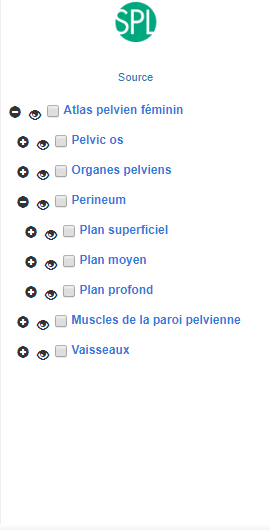 SPL
Source
Atlas pelvien féminin
Pelvic os
Organes pelviens
Perineum
Plan superficiel
Plan moyen
Plan profond
Muscles de la paroi pelvienne
Vaisseaux